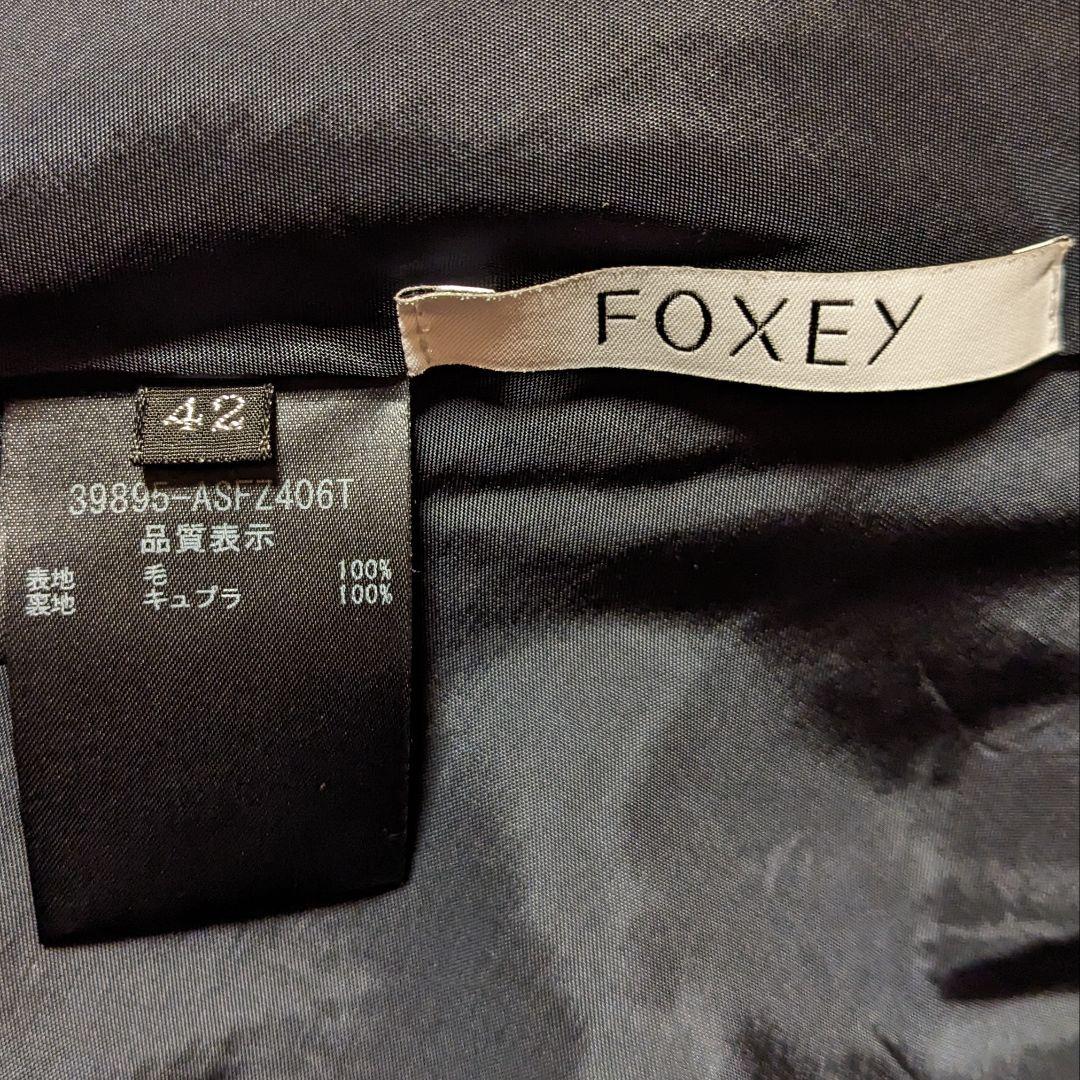 FOXEY
42
39895-ASFZ406T
品質表示
表地 毛 100%
裏地 キュプラ 100%